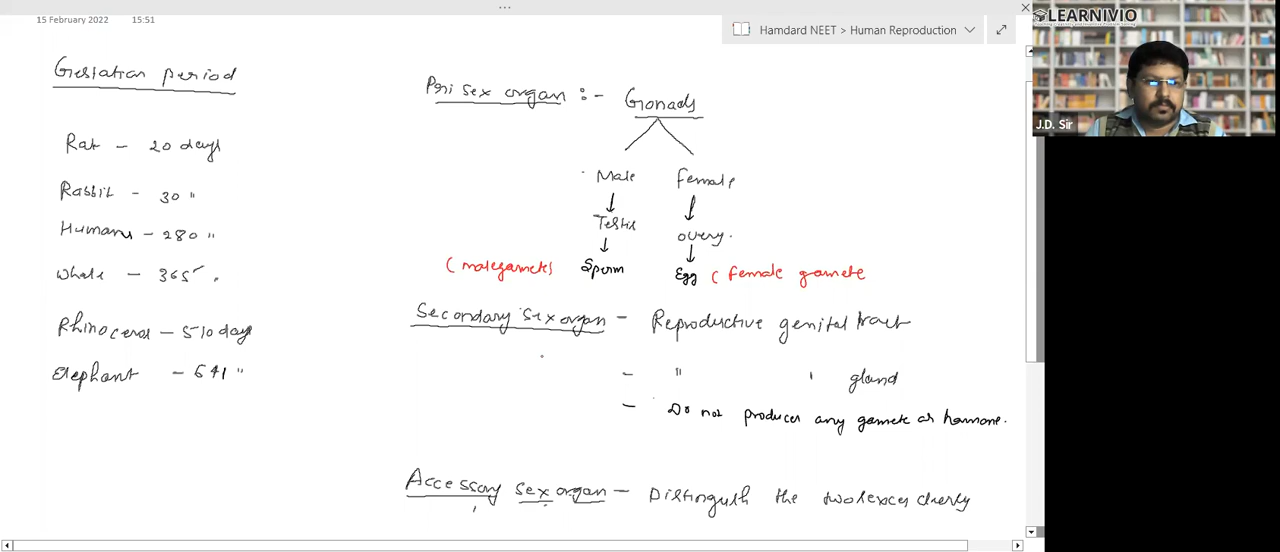 15 February 2022 15:51
LEARNIVIO
Hamdard NEET > Human Reproduction
J.D. Sir
Gestation period
Rat - 20 days
Rabbit - 30 "
Humans - 280 "
Whale - 365
Rhinoceros - 510 days
Elephant - 641 "
Pri sex organ :- Gonads
Male Female
Testis ovary.
(malegamete) Sperm Egg (female gamete
Secondary sex organ - Reproductive genital tract
- " " gland
- Do not produces any gamete or hormone.
Accessory sex organ - Distinguish the two sexes clearly